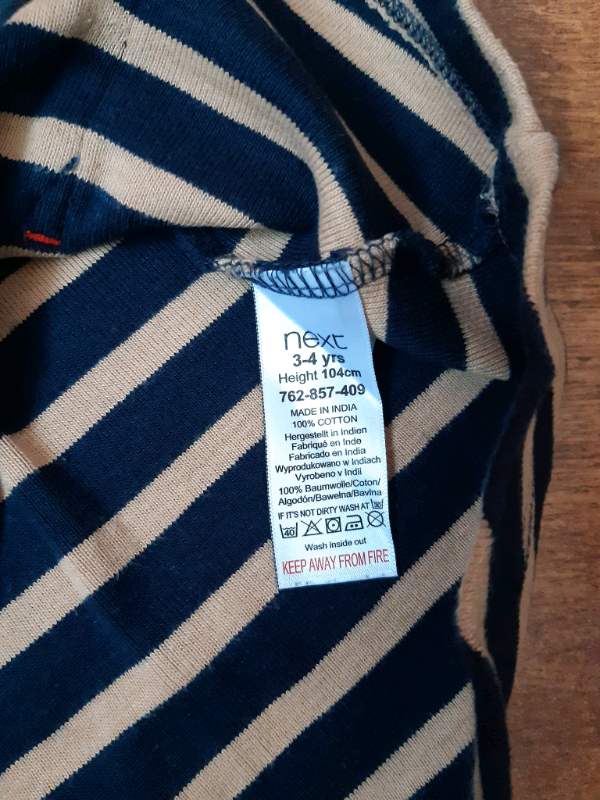 next
3-4 yrs
Height 104cm
762-857-409
MADE IN INDIA
100% COTTON
Hergestellt in Indien
Fabriqué en Inde
Fabricado en India
Wyprodukowano w Indiach
Vyrobeno v Indii
100% Baumwolle/Coton/
Algodón/Bawełna/Bavlna
IF IT'S NOT DIRTY WASH AT 30
40
Wash inside out
KEEP AWAY FROM FIRE